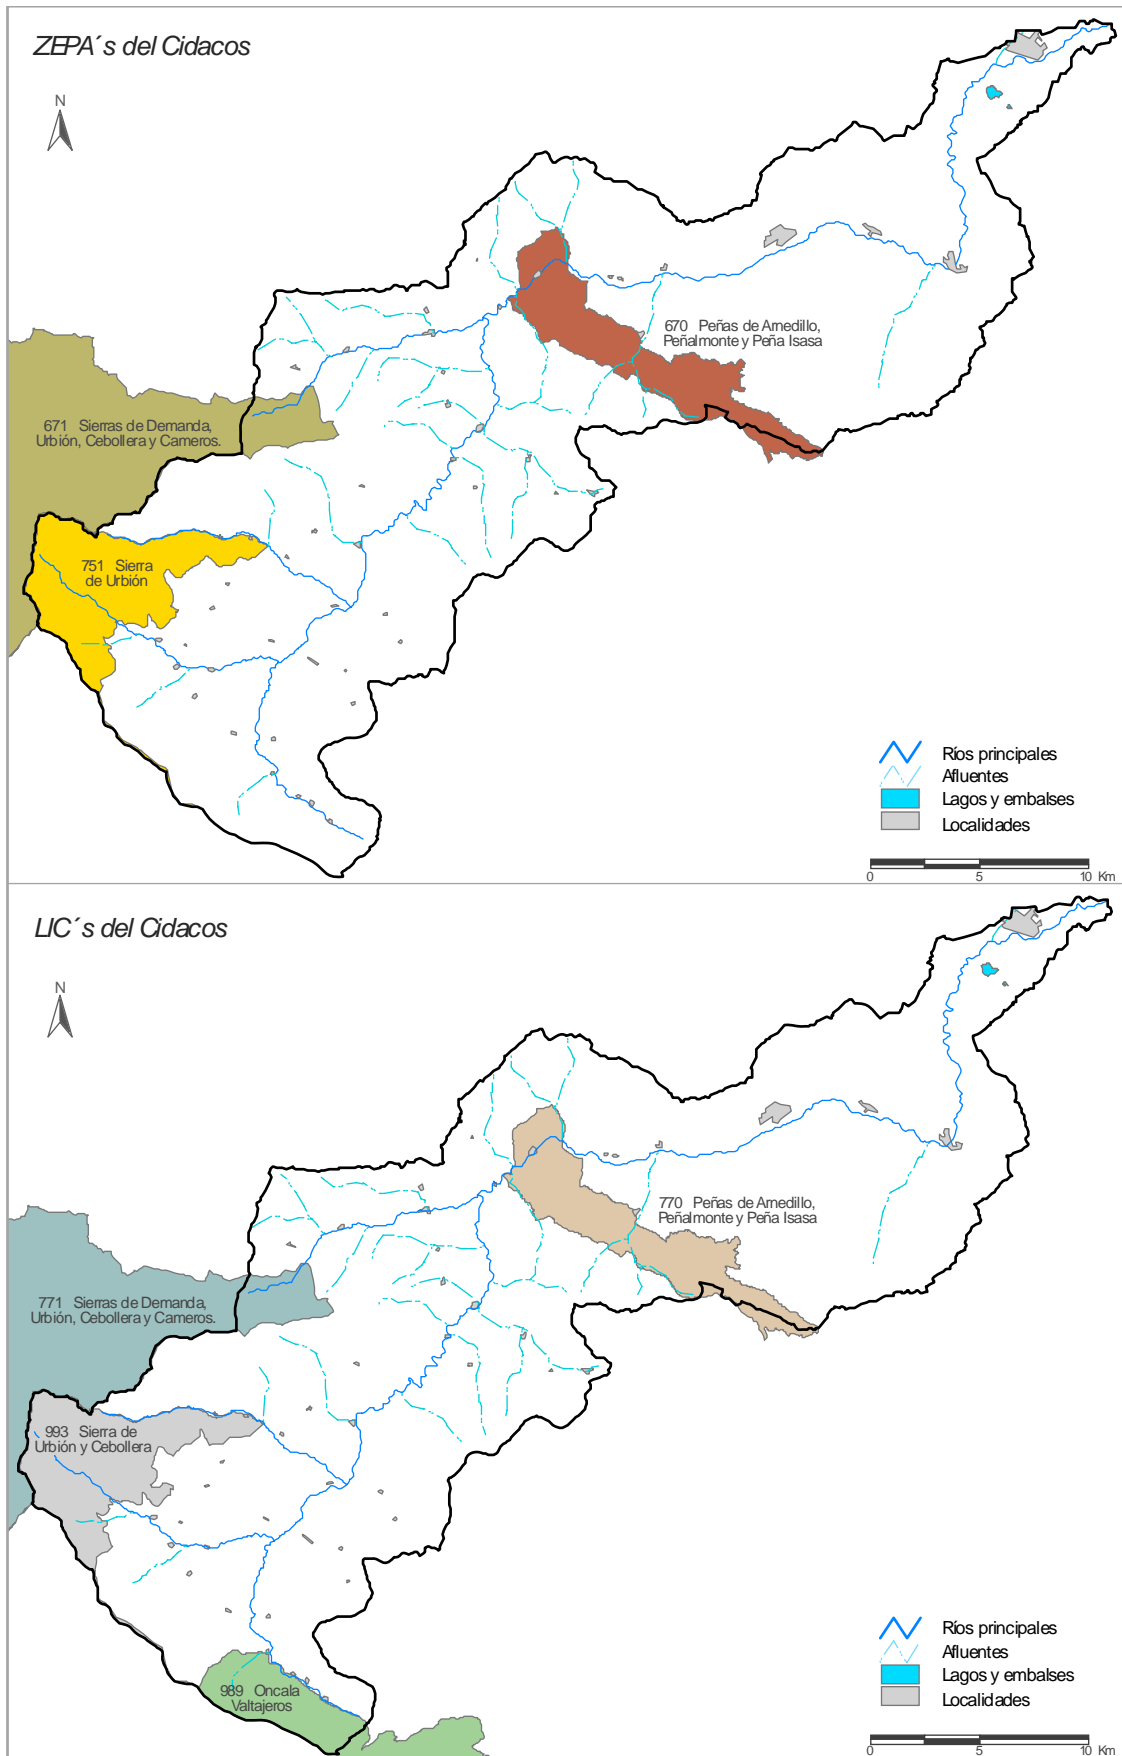 ZEPA´s del Cidacos
N
670 Peñas de Arnedillo,
Peñalmonte y Peña Isasa
671 Sierras de Demanda,
Urbión, Cebollera y Cameros.
751 Sierra
de Urbión
Ríos principales
Afluentes
Lagos y embalses
Localidades
0 5 10 Km
LIC´s del Cidacos
N
770 Peñas de Arnedillo,
Peñalmonte y Peña Isasa
771 Sierras de Demanda,
Urbión, Cebollera y Cameros.
993 Sierra de
Urbión y Cebollera
989 Oncala
Valtajeros
Ríos principales
Afluentes
Lagos y embalses
Localidades
0 5 10 Km